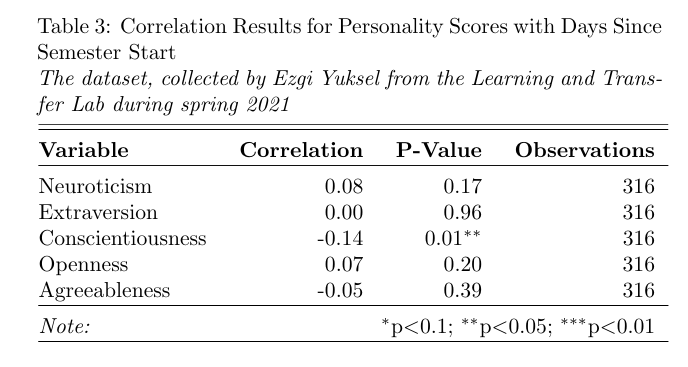 Table 3: Correlation Results for Personality Scores with Days Since
Semester Start
The dataset, collected by Ezgi Yuksel from the Learning and Trans-
fer Lab during spring 2021
Variable Correlation P-Value Observations
Neuroticism 0.08 0.17 316
Extraversion 0.00 0.96 316
Conscientiousness -0.14 0.01** 316
Openness 0.07 0.20 316
Agreeableness -0.05 0.39 316
Note: *p<0.1; **p<0.05; ***p<0.01